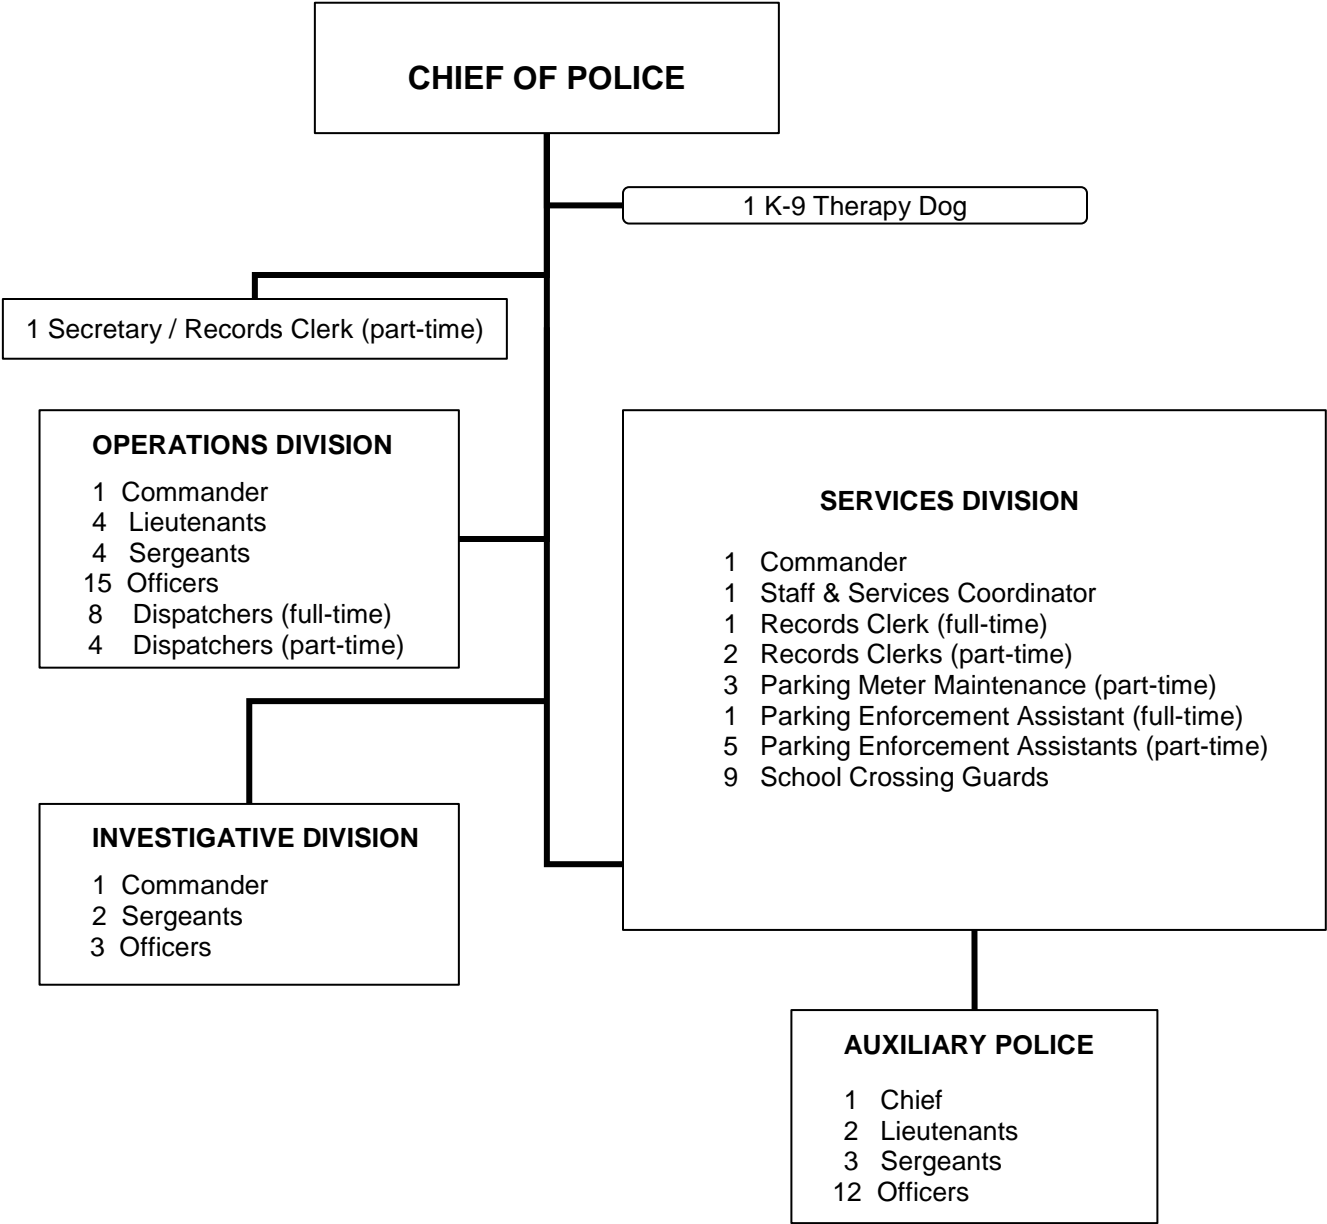 CHIEF OF POLICE
1 K-9 Therapy Dog
1 Secretary / Records Clerk (part-time)
OPERATIONS DIVISION
1 Commander
4 Lieutenants
4 Sergeants
15 Officers
8 Dispatchers (full-time)
4 Dispatchers (part-time)
SERVICES DIVISION
1 Commander
1 Staff & Services Coordinator
1 Records Clerk (full-time)
2 Records Clerks (part-time)
3 Parking Meter Maintenance (part-time)
1 Parking Enforcement Assistant (full-time)
5 Parking Enforcement Assistants (part-time)
9 School Crossing Guards
INVESTIGATIVE DIVISION
1 Commander
2 Sergeants
3 Officers
AUXILIARY POLICE
1 Chief
2 Lieutenants
3 Sergeants
12 Officers